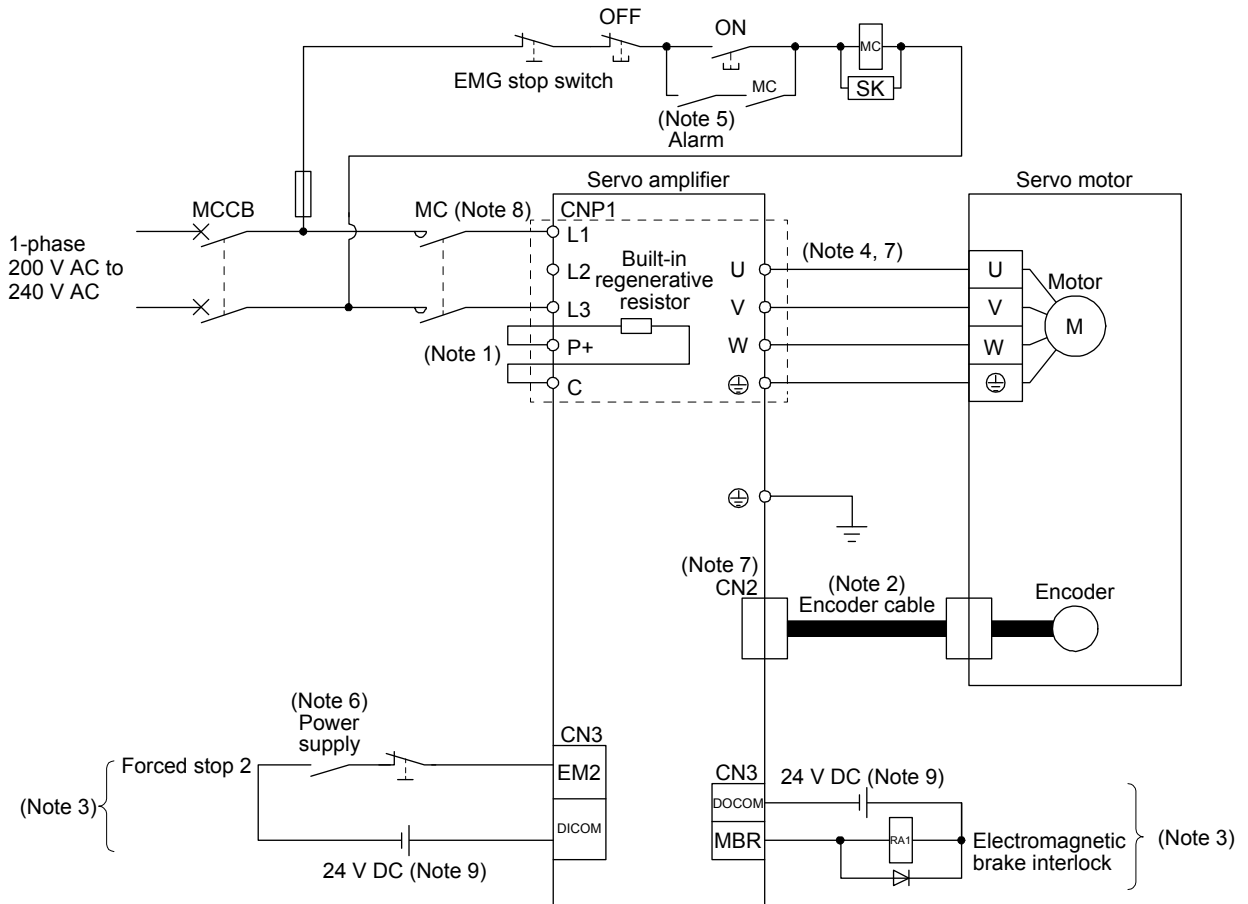 OFF
ON
MC
EMG stop switch
SK
MC
(Note 5)
Alarm
Servo amplifier
Servo motor
MCCB
MC (Note 8)
CNP1
1-phase
200 V AC to
240 V AC
L1
L2
L3
P+
C
(Note 1)
Built-in
regenerative
resistor
U
V
W
(Note 4, 7)
U
V
W
Motor
M
(Note 7)
CN2
(Note 2)
Encoder cable
Encoder
(Note 6)
Power
supply
Forced stop 2
(Note 3)
24 V DC (Note 9)
CN3
EM2
DICOM
CN3
DOCOM
MBR
24 V DC (Note 9)
RA1
Electromagnetic
brake interlock
(Note 3)